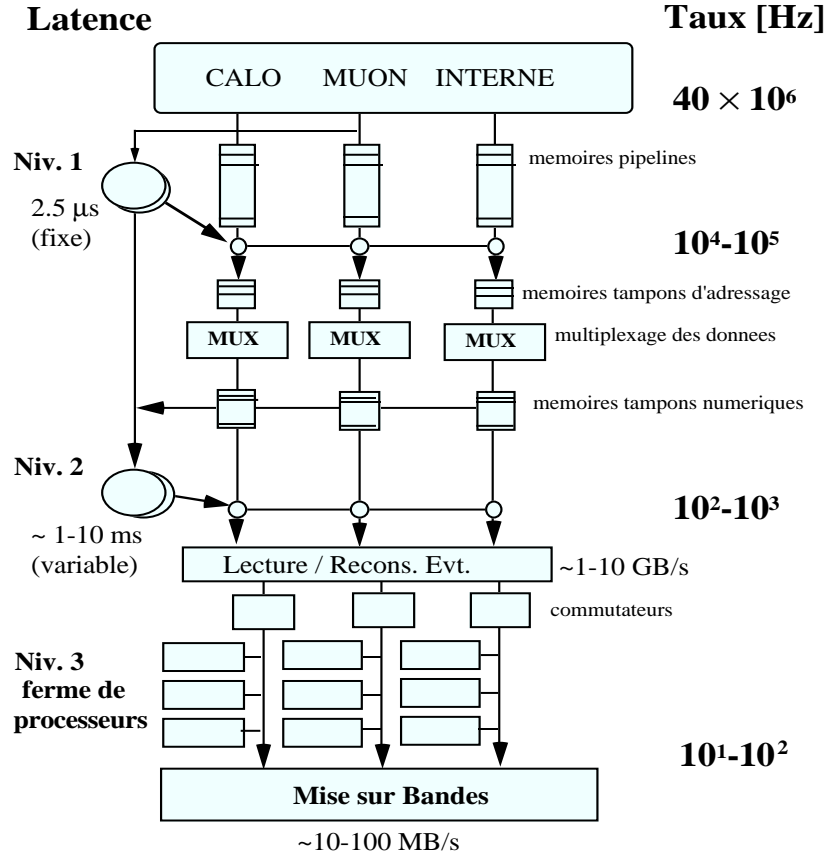 Latence
Taux [Hz]
CALO MUON INTERNE
40 × 10⁶
Niv. 1
memoires pipelines
2.5 μs
(fixe)
10⁴-10⁵
memoires tampons d'adressage
MUX MUX MUX
multiplexage des donnees
memoires tampons numeriques
Niv. 2
10²-10³
~ 1-10 ms
(variable)
Lecture / Recons. Evt.
~1-10 GB/s
commutateurs
Niv. 3
ferme de
processeurs
10¹-10²
Mise sur Bandes
~10-100 MB/s